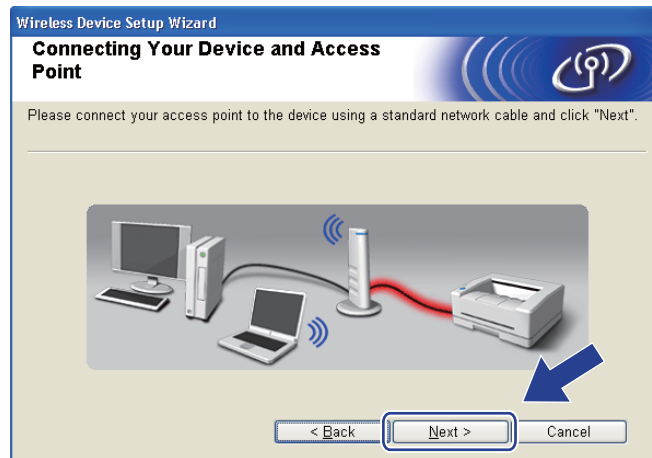 Wireless Device Setup Wizard
Connecting Your Device and Access
Point
Please connect your access point to the device using a standard network cable and click "Next".
< Back
Next >
Cancel